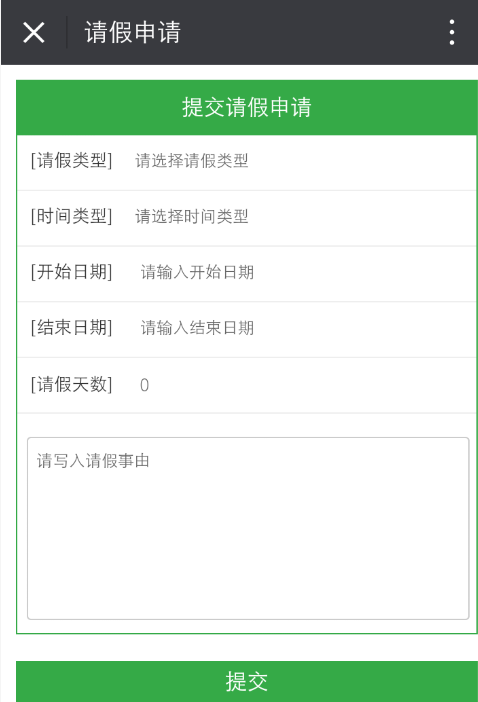 请假申请
提交请假申请
[请假类型] 请选择请假类型
[时间类型] 请选择时间类型
[开始日期] 请输入开始日期
[结束日期] 请输入结束日期
[请假天数] 0
请写入请假事由
提交